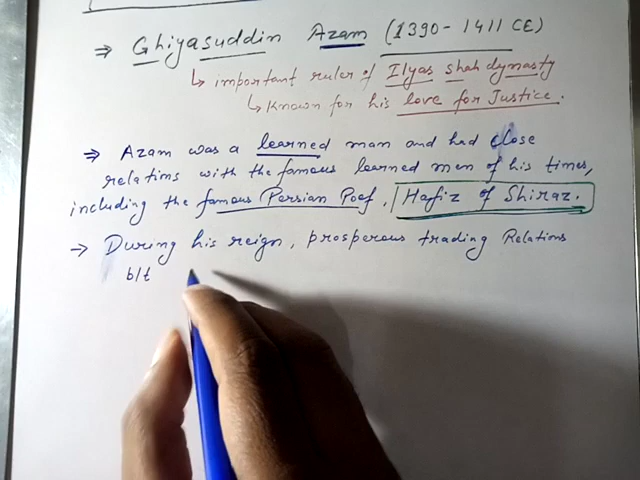 ⇒ Ghiyasuddin Azam (1390 - 1411 CE)
↳ important ruler of Ilyas shah dynasty
↳ Known for his love for Justice.
⇒ Azam was a learned man and had close
relations with the famous learned men of his times,
including the famous Persian Poet, Hafiz of Shiraz.
→ During his reign, prosperous trading Relations
b/t